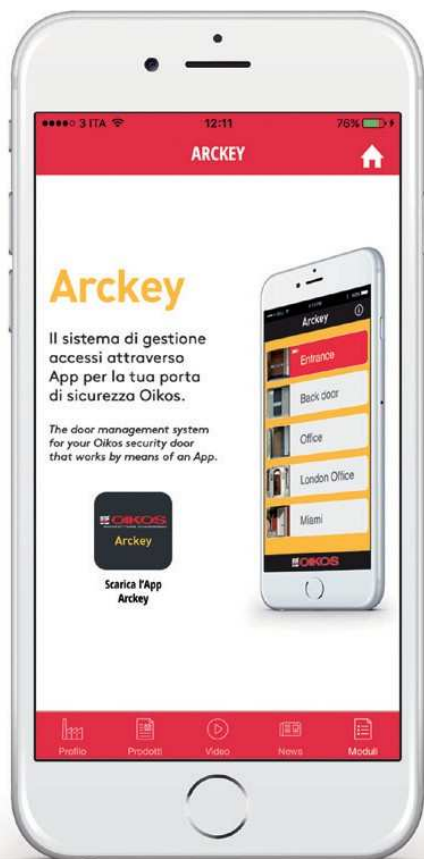 3 ITA
12:11
76%
ARCKEY
Arckey
Il sistema di gestione
accessi attraverso
App per la tua porta
di sicurezza Oikos.
The door management system
for your Oikos security door
that works by means of an App.
OIKOS
Arckey
Scarica l'App
Arckey
Arckey
Entrance
Back door
Office
London Office
Miami
OIKOS
Profilo
Prodotti
Video
News
Moduli